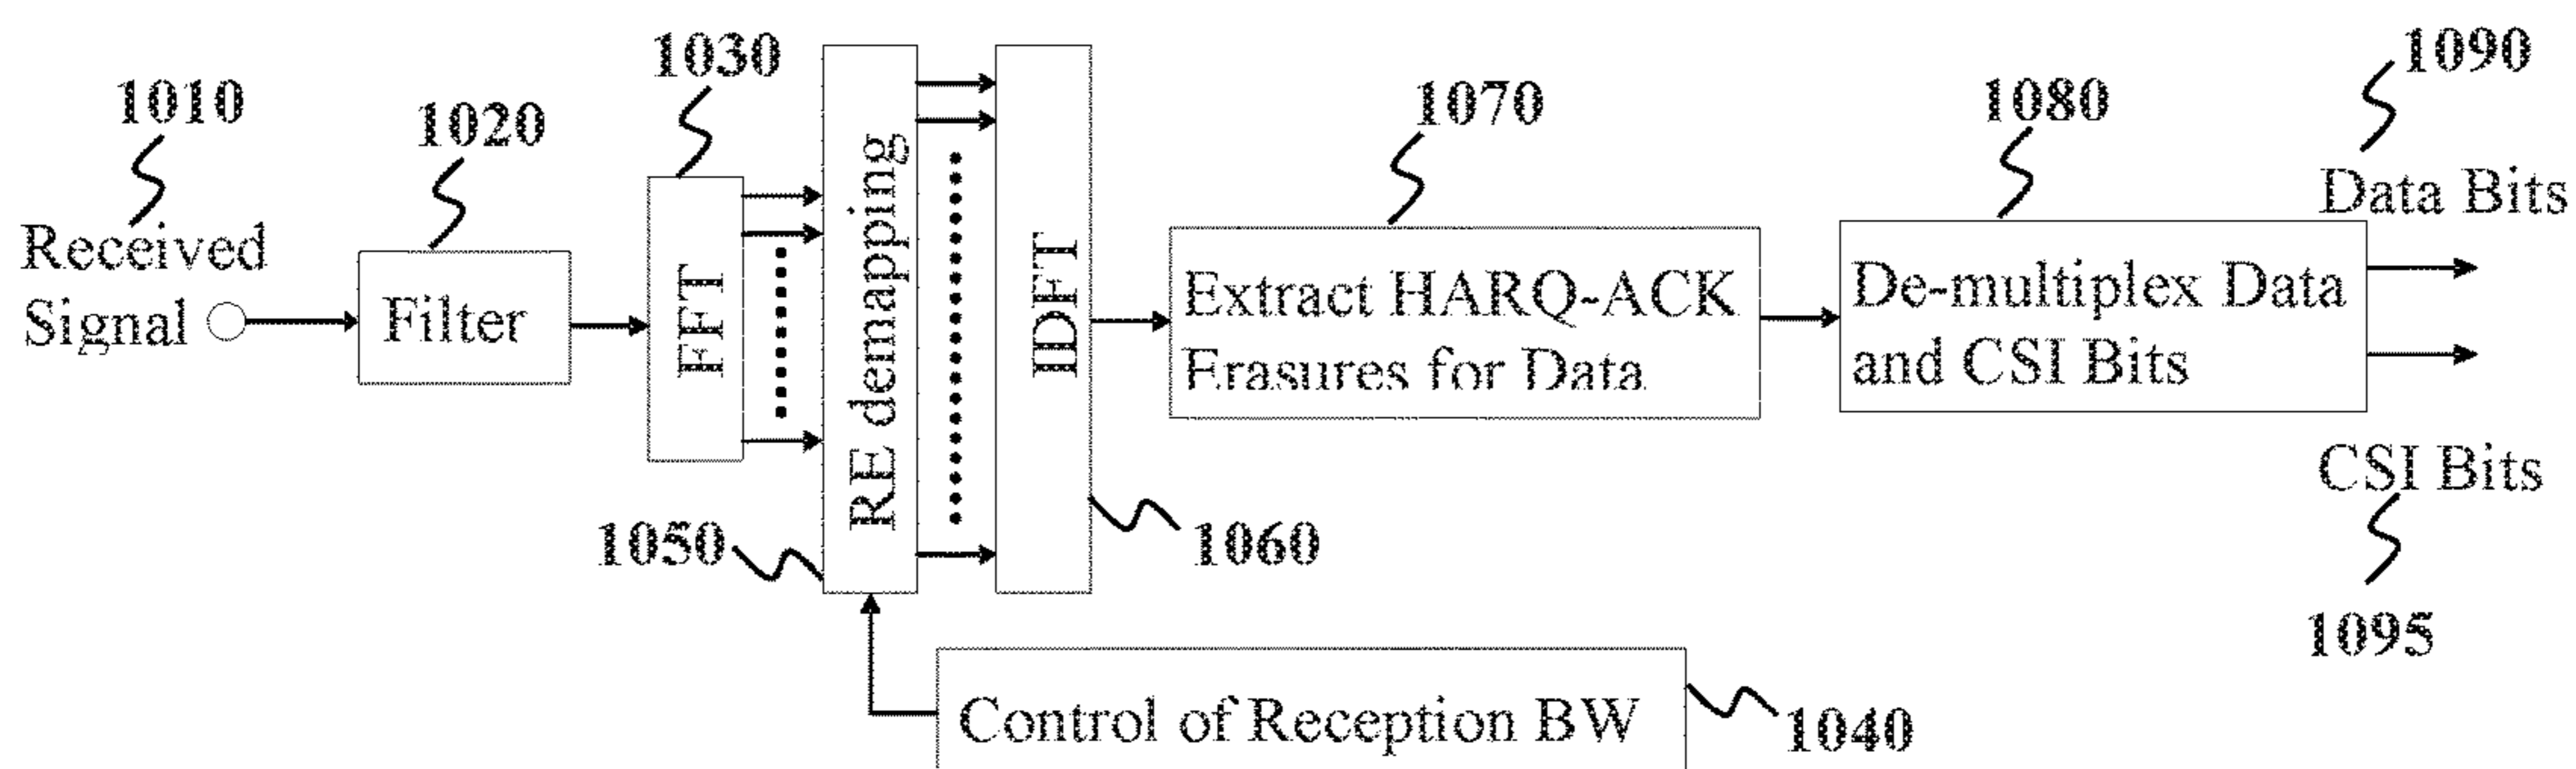 1010
Received
Signal
1020
Filter
1030
FFT
1050
RE demapping
IDFT
1060
1070
Extract HARQ-ACK
Erasures for Data
1080
De-multiplex Data
and CSI Bits
1090
Data Bits
CSI Bits
1095
Control of Reception BW
1040